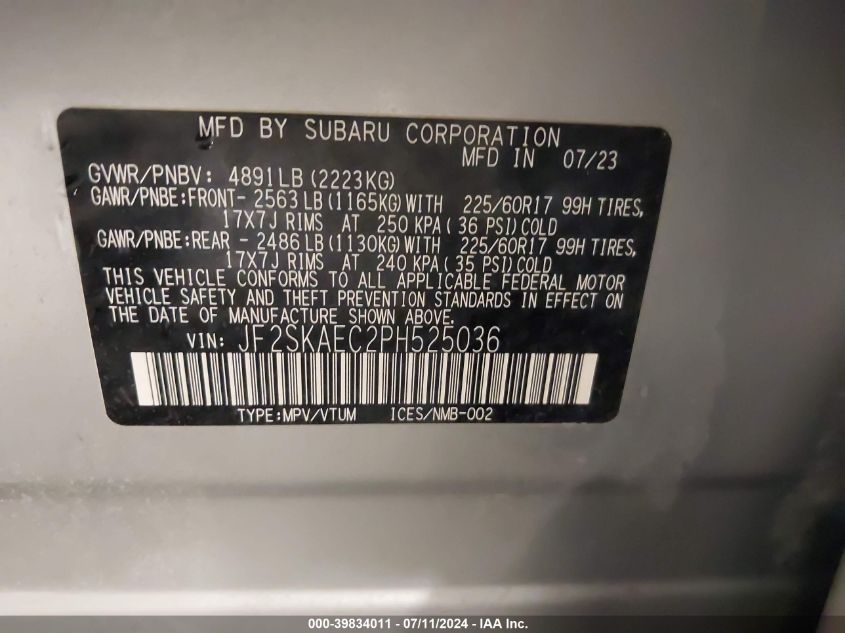 MFD BY SUBARU CORPORATION
MFD IN 07/23
GVWR/PNBV: 4891LB (2223KG)
GAWR/PNBE:FRONT- 2563 LB (1165KG) WITH 225/60R17 99H TIRES,
17X7J RIMS AT 250 KPA ( 36 PSI) COLD
GAWR/PNBE:REAR - 2486 LB (1130KG) WITH 225/60R17 99H TIRES,
17X7J RIMS AT 240 KPA ( 35 PSI) COLD
THIS VEHICLE CONFORMS TO ALL APPLICABLE FEDERAL MOTOR
VEHICLE SAFETY AND THEFT PREVENTION STANDARDS IN EFFECT ON
THE DATE OF MANUFACTURE SHOWN ABOVE.
VIN: JF2SKAEC2PH525036
TYPE:MPV/VTUM ICES/NMB-002
000-39834011 - 07/11/2024 - IAA Inc.